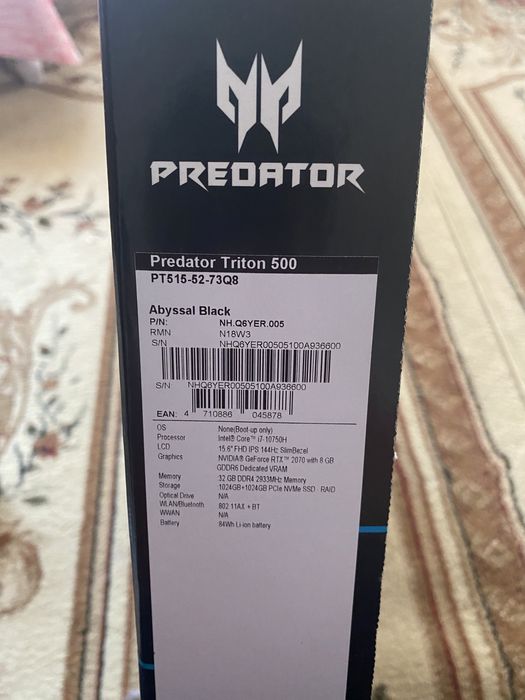 PREDATOR
Predator Triton 500
PT515-52-73Q8
Abyssal Black
P/N: NH.Q6YER.005
RMN N18W3
S/N NHQ6YER00505100A936600
S/N: NHQ6YER00505100A936600
EAN: 4 710886 045878
OS None(Boot-up only)
Processor Intel® Core™ i7-10750H
LCD 15.6" FHD IPS 144Hz SlimBezel
Graphics NVIDIA® GeForce RTX™ 2070 with 8 GB
GDDR6 Dedicated VRAM
Memory 32 GB DDR4 2933MHz Memory
Storage 1024GB+1024GB PCIe NVMe SSD - RAID
Optical Drive N/A
WLAN/Bluetooth 802.11AX + BT
WWAN N/A
Battery 84Wh Li-ion battery